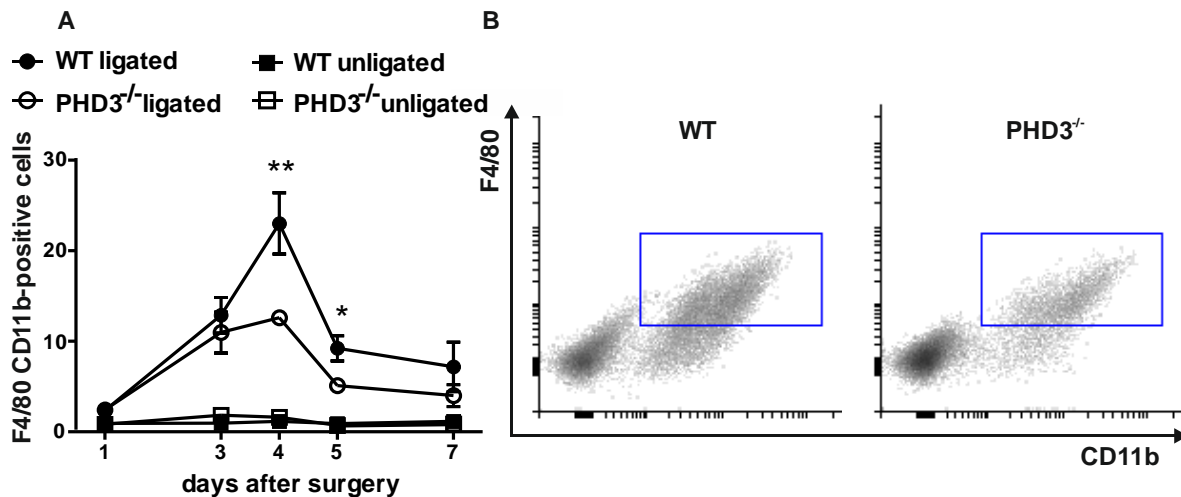 A
WT ligated
WT unligated
PHD3-/-ligated
PHD3-/-unligated
F4/80 CD11b-positive cells
30
20
10
0
**
*
1 3 4 5 7
days after surgery
B
F4/80
WT
PHD3-/-
CD11b